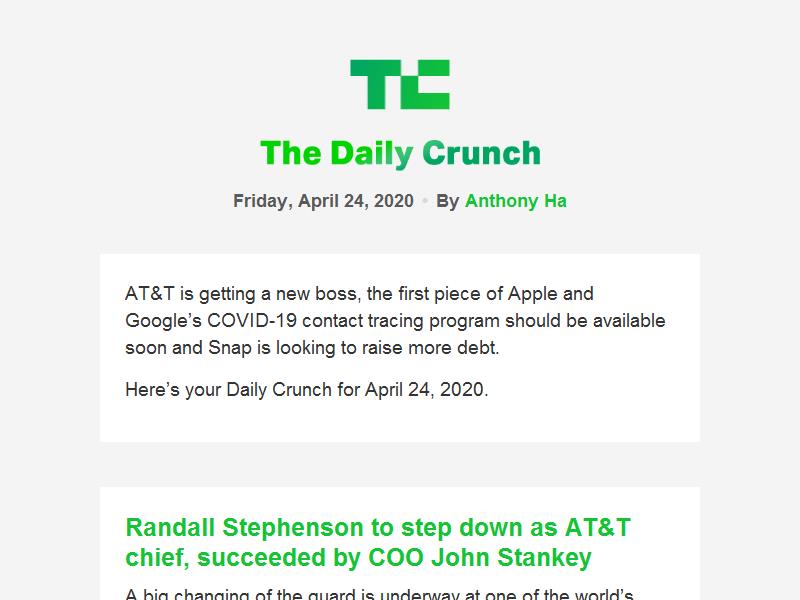 TC
The Daily Crunch
Friday, April 24, 2020 • By Anthony Ha
AT&T is getting a new boss, the first piece of Apple and
Google’s COVID-19 contact tracing program should be available
soon and Snap is looking to raise more debt.
Here’s your Daily Crunch for April 24, 2020.
Randall Stephenson to step down as AT&T
chief, succeeded by COO John Stankey
A big changing of the guard is underway at one of the world’s